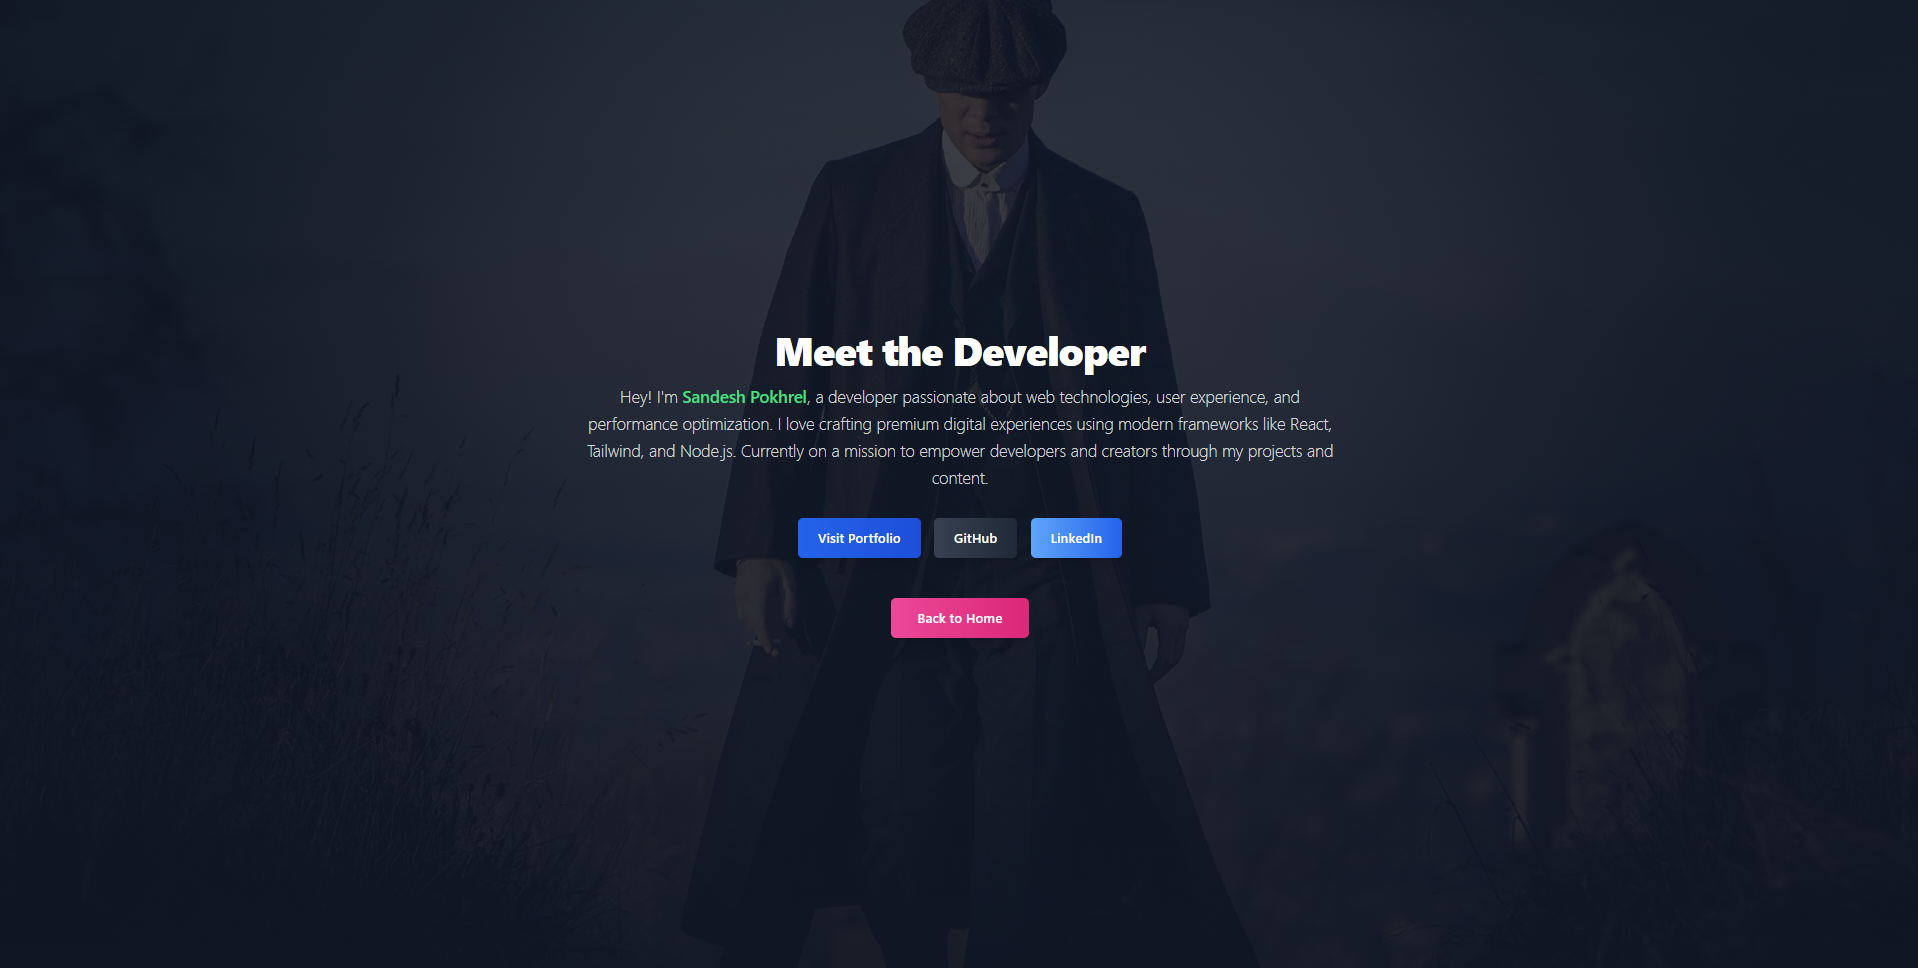 Meet the Developer
Hey! I'm Sandesh Pokhrel, a developer passionate about web technologies, user experience, and
performance optimization. I love crafting premium digital experiences using modern frameworks like React,
Tailwind, and Node.js. Currently on a mission to empower developers and creators through my projects and
content.
Visit Portfolio GitHub LinkedIn
Back to Home